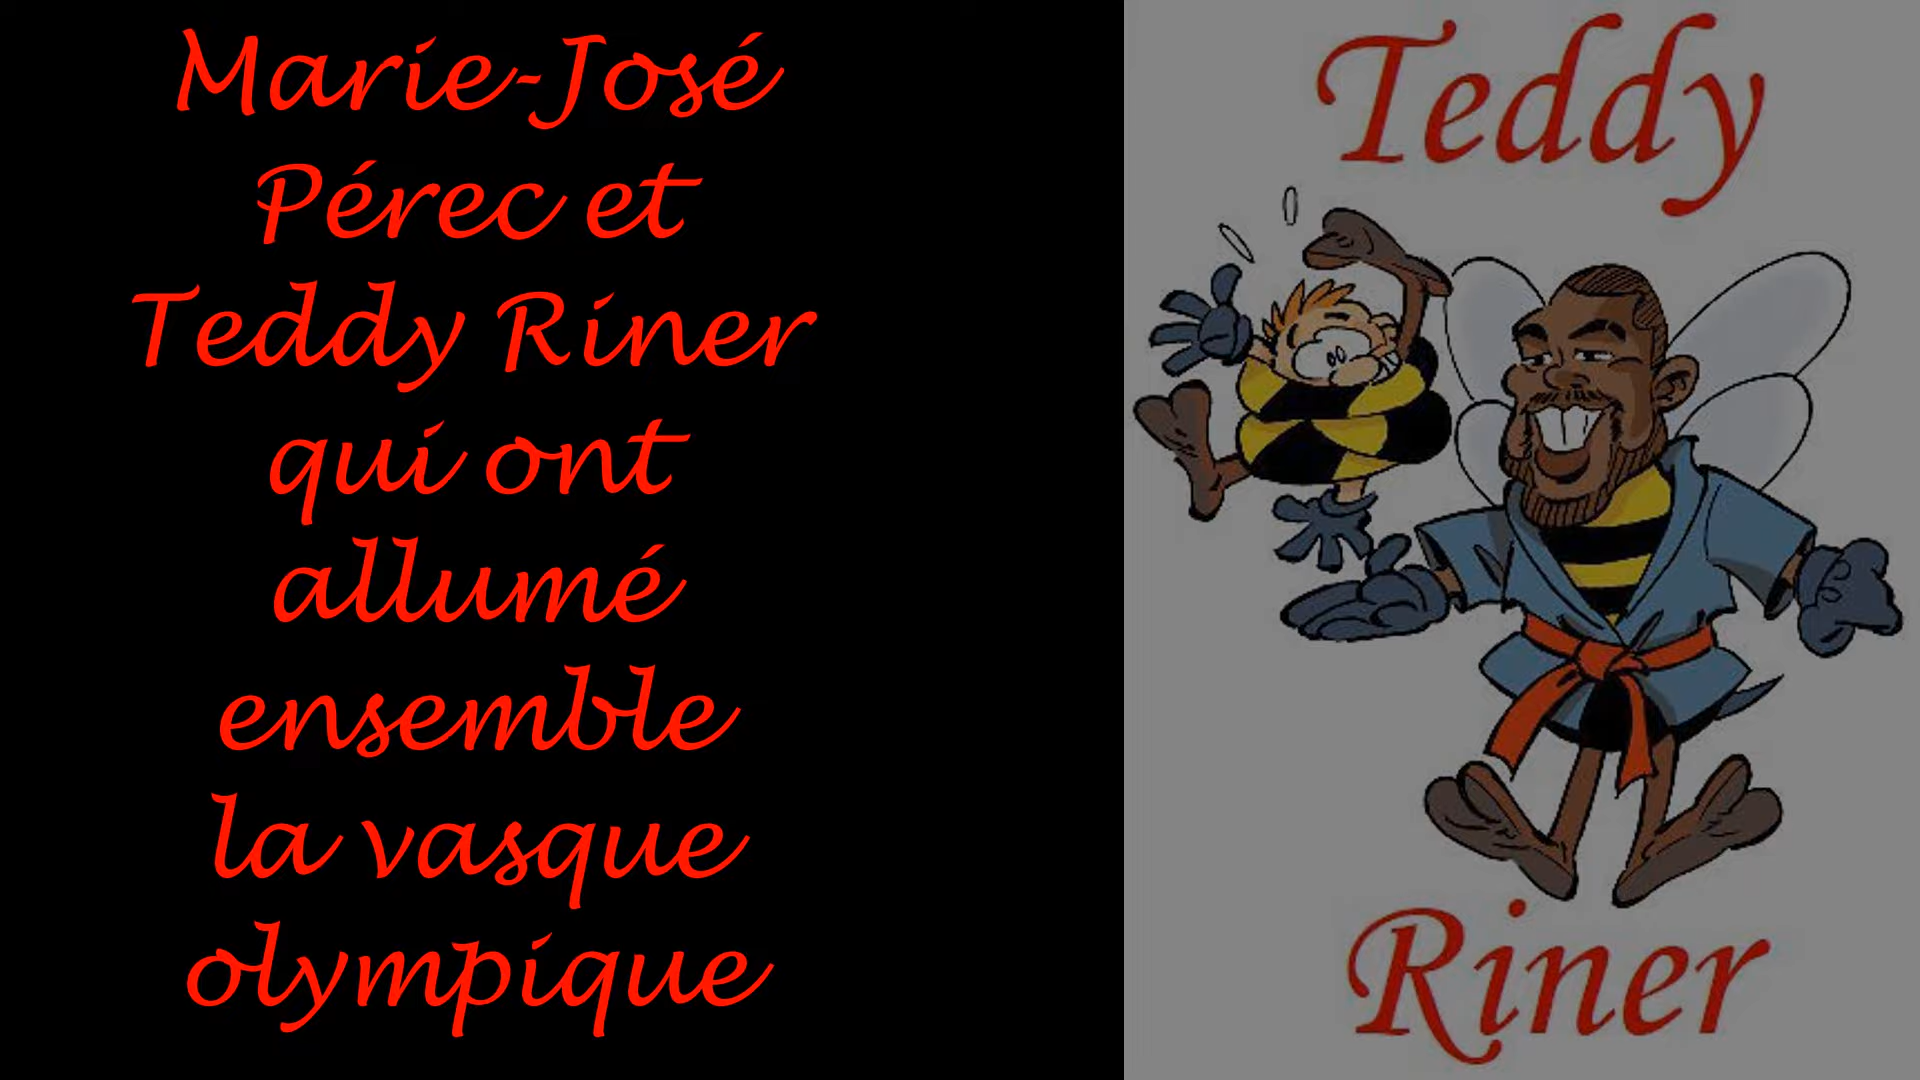 Marie-José
Pérec et
Teddy Riner
qui ont
allumé
ensemble
la vasque
olympique
Teddy
Riner